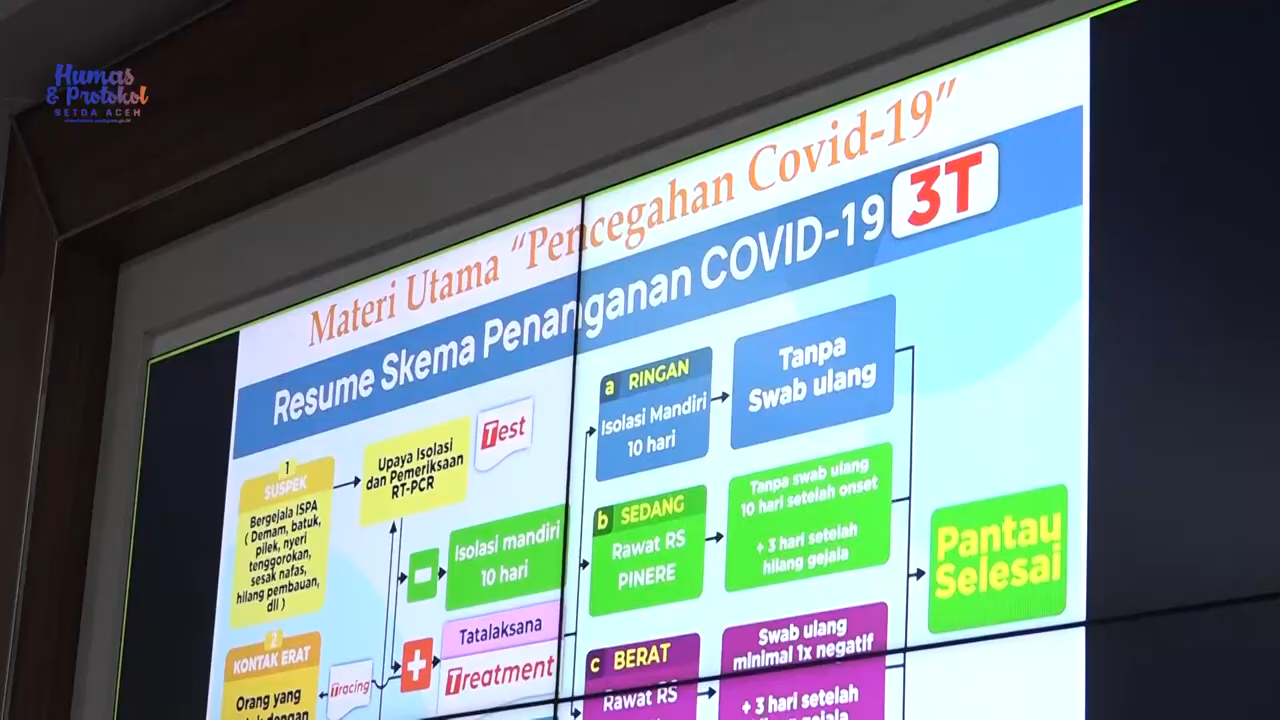 Humas
& Protokol
SETDA ACEH
Materi Utama “Pencegahan Covid-19”
Resume Skema Penanganan COVID-19 3T
1
SUSPEK
Bergejala ISPA
( Demam, batuk,
pilek, nyeri
tenggorokan,
sesak nafas,
hilang pembauan,
dll )
Upaya Isolasi
dan Pemeriksaan
RT-PCR
Test
Isolasi mandiri
10 hari
2
KONTAK ERAT
Orang yang
Tracing
Tatalaksana
Treatment
a RINGAN
Isolasi Mandiri
10 hari
Tanpa
Swab ulang
b SEDANG
Rawat RS
PINERE
Tanpa swab ulang
10 hari setelah onset
+ 3 hari setelah
hilang gejala
c BERAT
Rawat RS
Swab ulang
minimal 1x negatif
+ 3 hari setelah
Pantau
Selesai